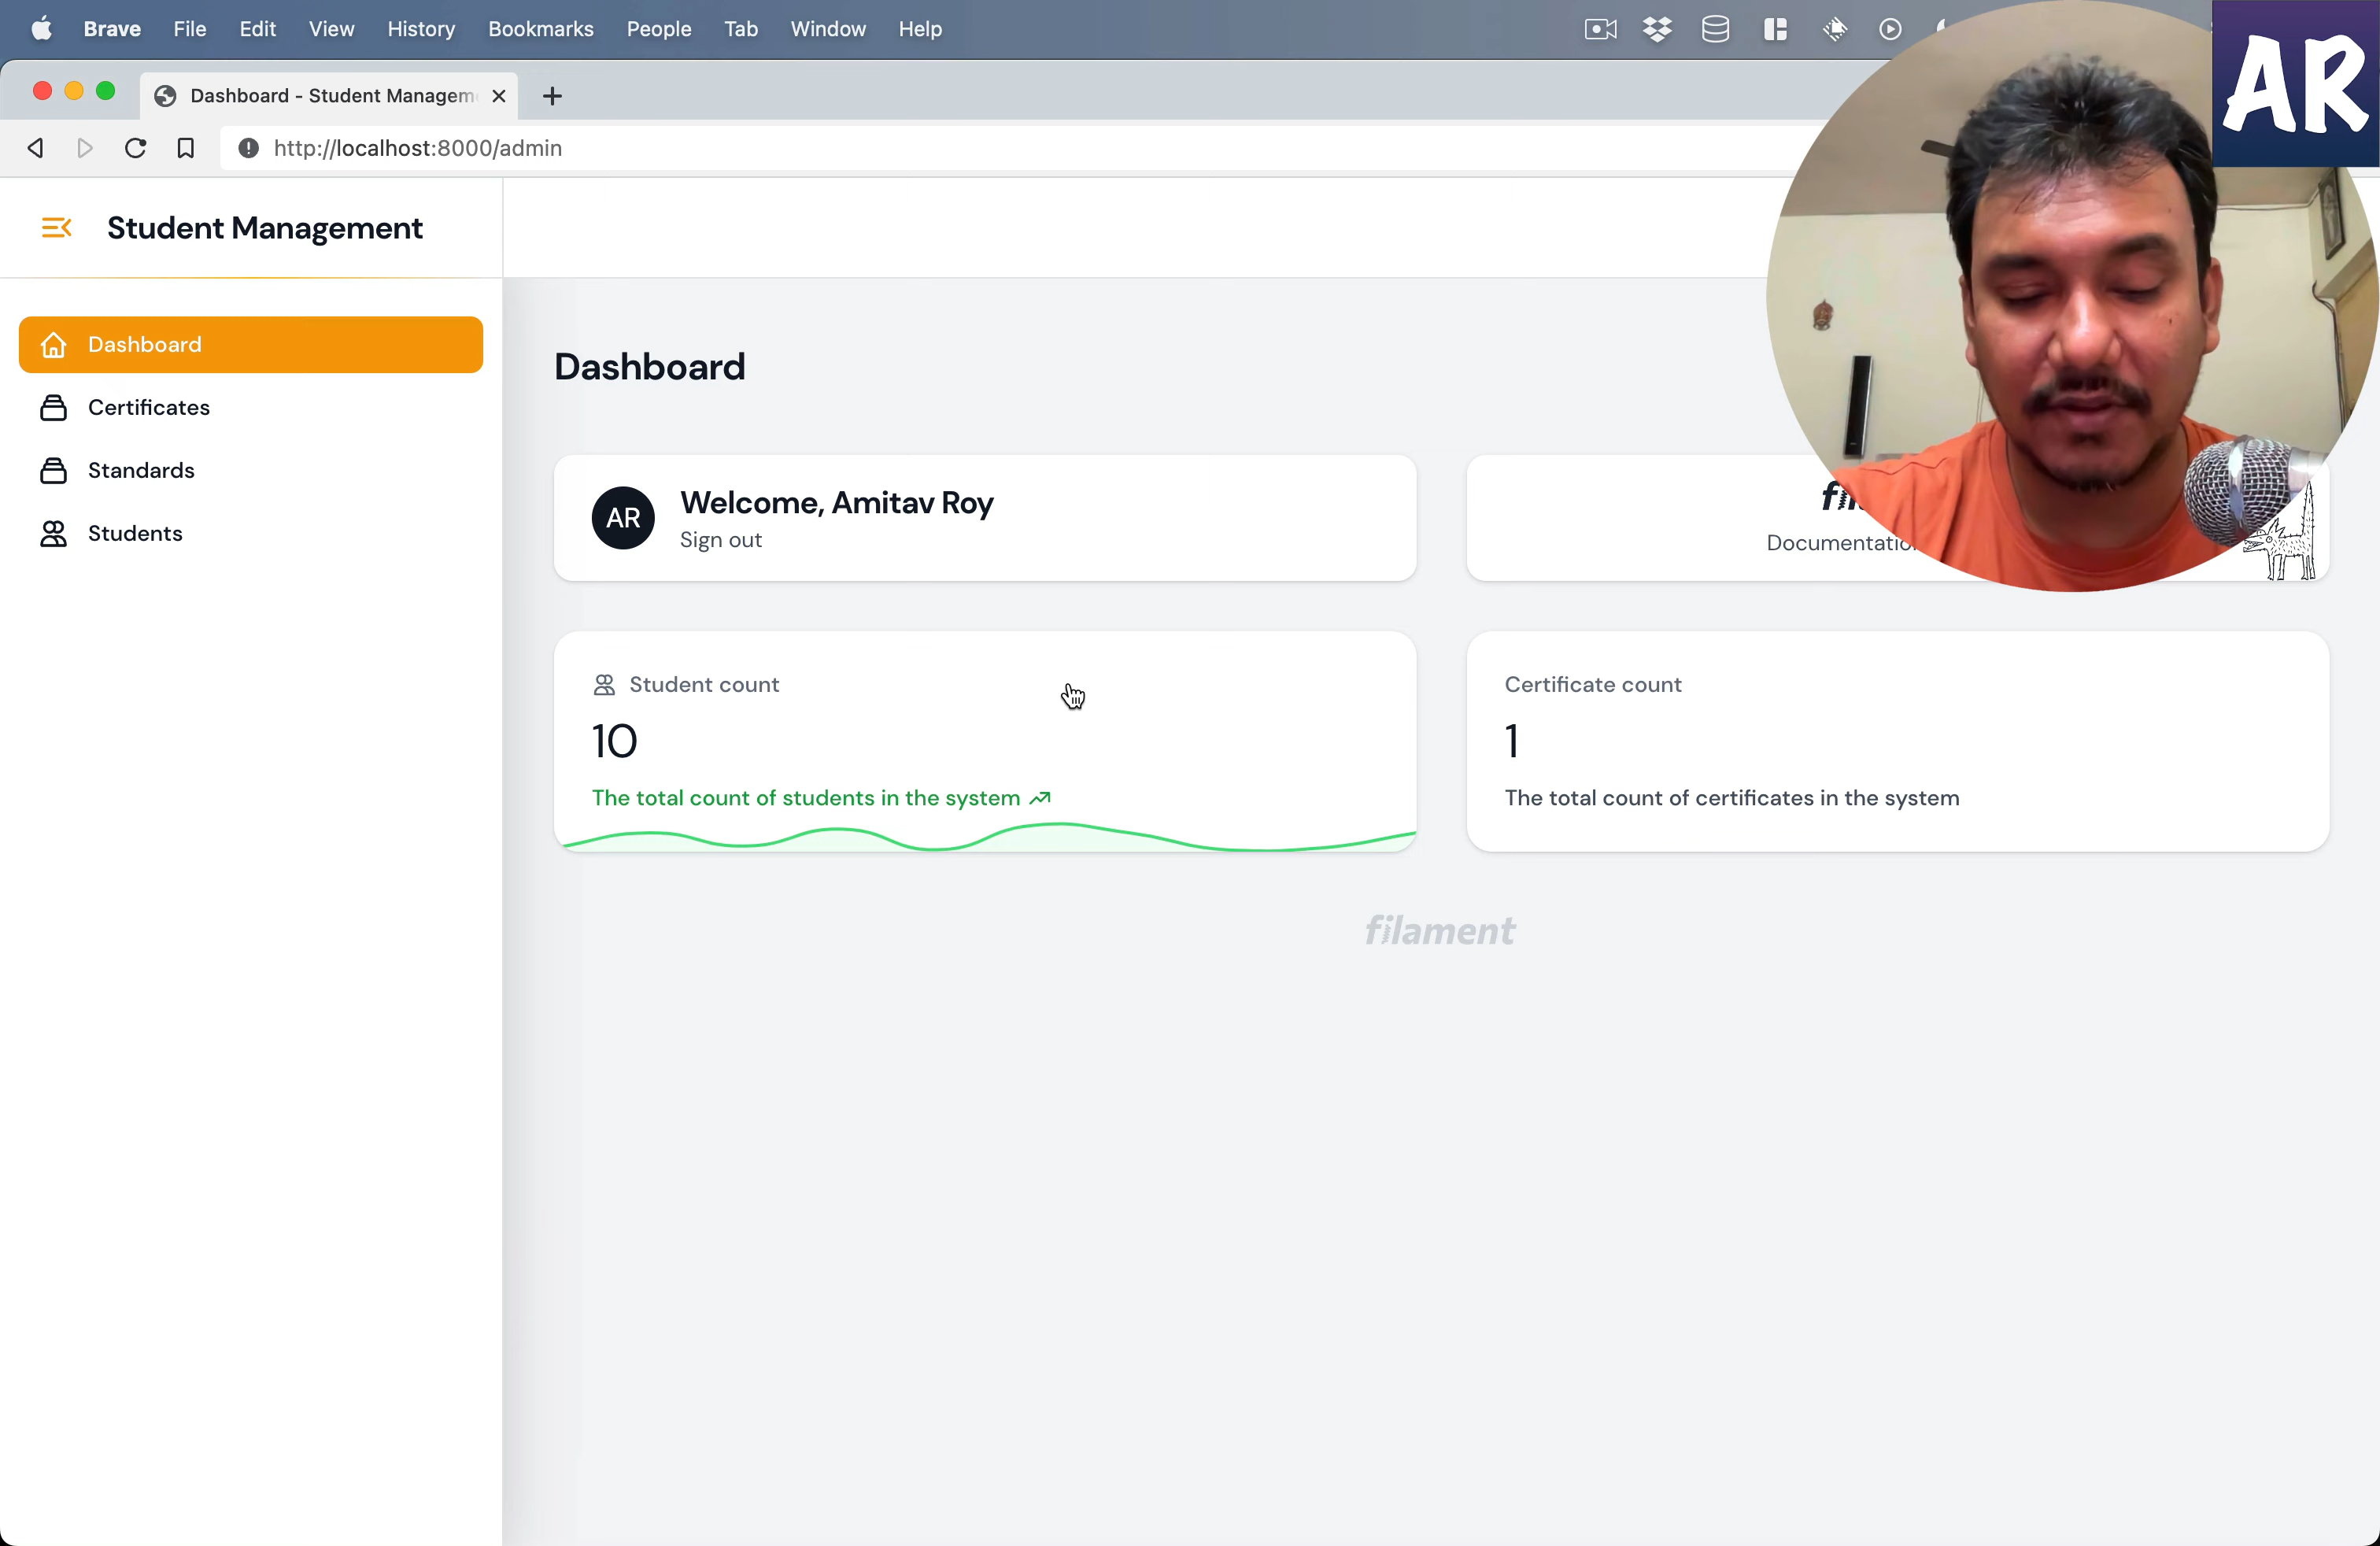 Brave File Edit View History Bookmarks People Tab Window Help
AR
Dashboard - Student Managem
http://localhost:8000/admin
Student Management
Dashboard
Certificates
Standards
Students
Dashboard
AR
Welcome, Amitav Roy
Sign out
Student count
10
The total count of students in the system
Certificate count
1
The total count of certificates in the system
filament